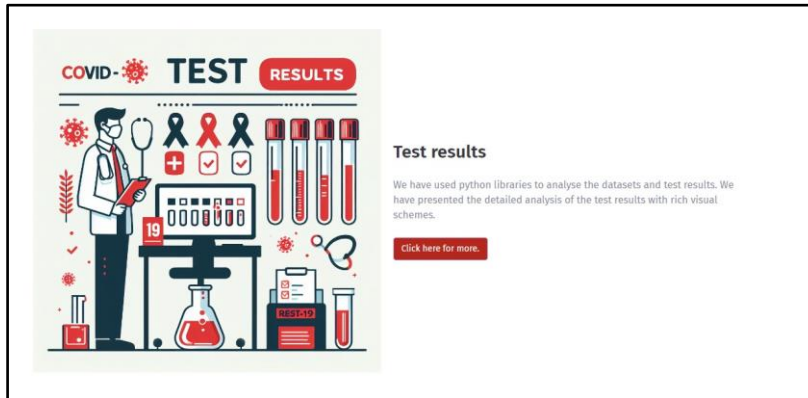 COVID- TEST RESULTS
19
REST-19
Test results
We have used python libraries to analyse the datasets and test results. We
have presented the detailed analysis of the test results with rich visual
schemes.
Click here for more.